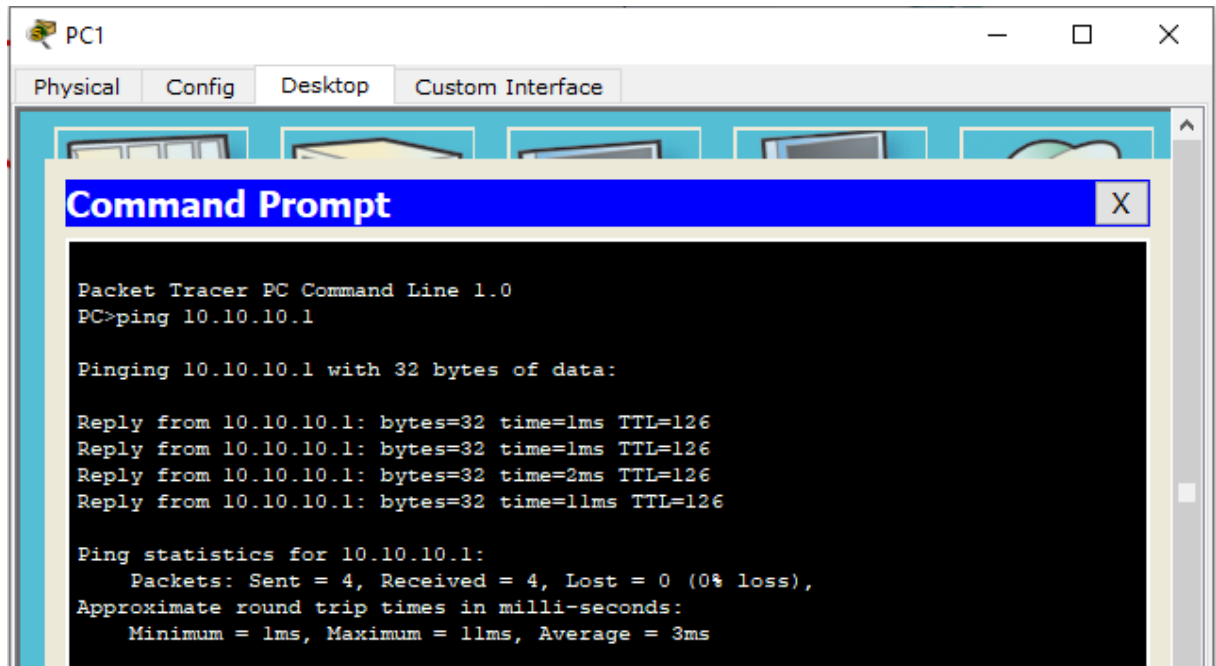 PC1
Physical Config Desktop Custom Interface
Command Prompt X
Packet Tracer PC Command Line 1.0
PC>ping 10.10.10.1
Pinging 10.10.10.1 with 32 bytes of data:
Reply from 10.10.10.1: bytes=32 time=1ms TTL=126
Reply from 10.10.10.1: bytes=32 time=1ms TTL=126
Reply from 10.10.10.1: bytes=32 time=2ms TTL=126
Reply from 10.10.10.1: bytes=32 time=11ms TTL=126
Ping statistics for 10.10.10.1:
Packets: Sent = 4, Received = 4, Lost = 0 (0% loss),
Approximate round trip times in milli-seconds:
Minimum = 1ms, Maximum = 11ms, Average = 3ms